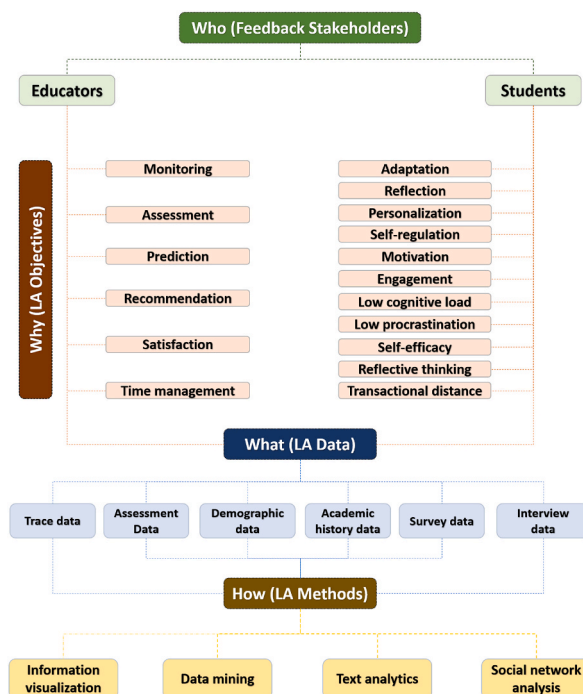 Who (Feedback Stakeholders)
Educators
Students
Why (LA Objectives)
Monitoring
Assessment
Prediction
Recommendation
Satisfaction
Time management
Adaptation
Reflection
Personalization
Self-regulation
Motivation
Engagement
Low cognitive load
Low procrastination
Self-efficacy
Reflective thinking
Transactional distance
What (LA Data)
Trace data
Assessment
Data
Demographic
data
Academic
history data
Survey data
Interview
data
How (LA Methods)
Information
visualization
Data mining
Text analytics
Social network
analysis